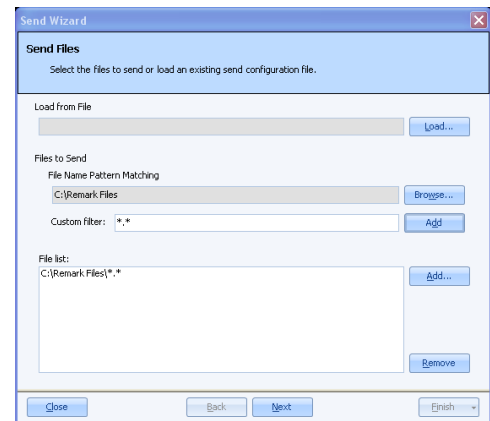 Send Wizard
Send Files
Select the files to send or load an existing send configuration file.
Load from File
Load...
Files to Send
File Name Pattern Matching
C:\Remark Files
Browse...
Custom filter: *.*
Add
File list:
C:\Remark Files\*.*
Add...
Remove
Close
Back
Next
Finish